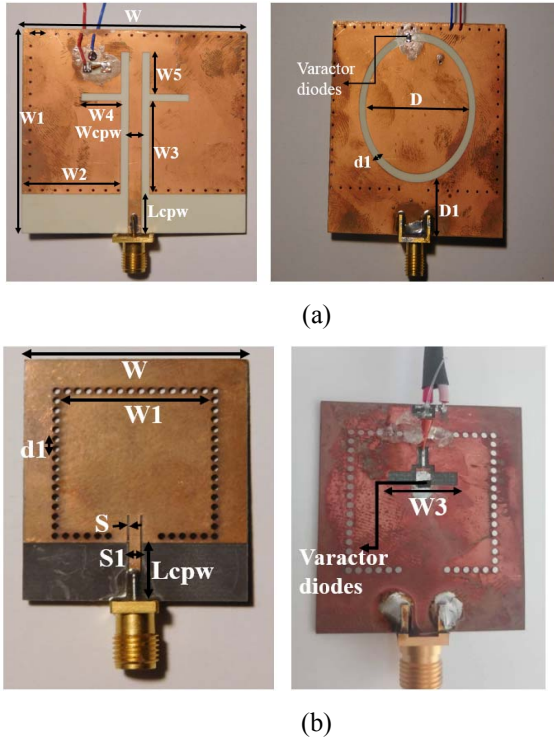 W
W5
Varactor
diodes
D
W1
W4
Wcpw
W3
d1
W2
Lcpw
D1
(a)
W
W1
d1
S
S1
Lcpw
W3
Varactor
diodes
(b)